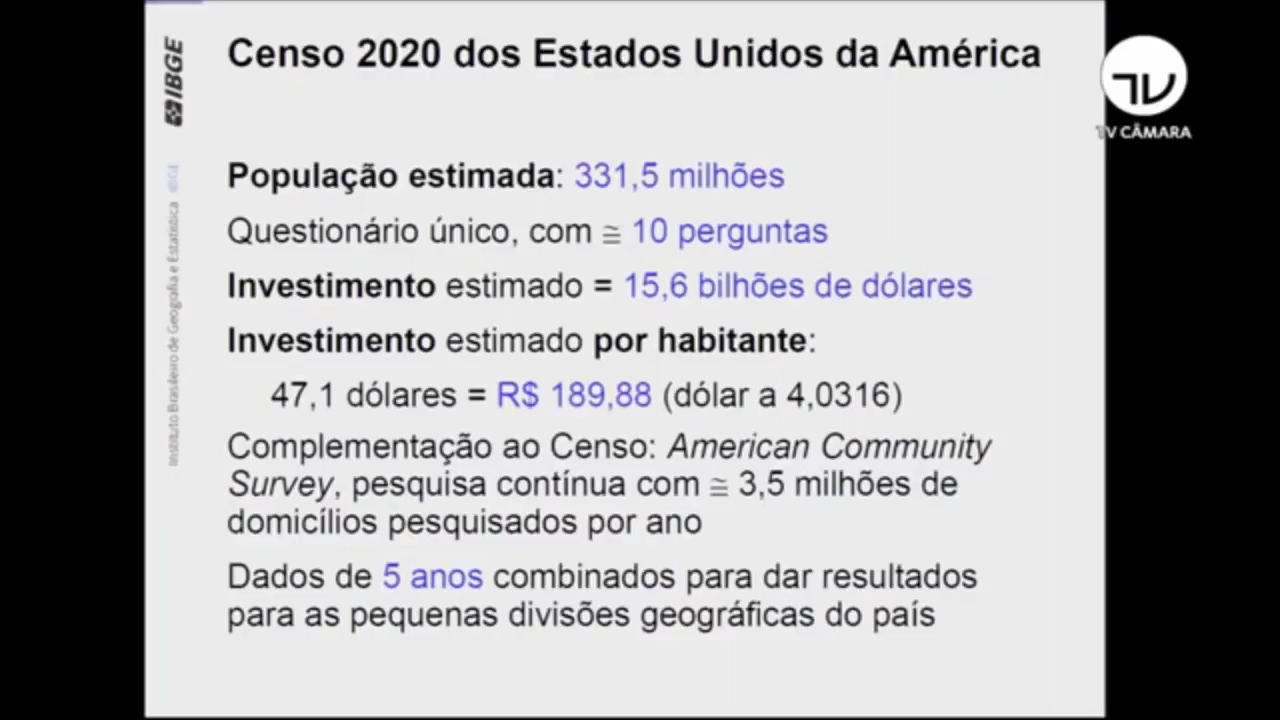 Censo 2020 dos Estados Unidos da América
IBGE
Instituto Brasileiro de Geografia e Estatística IBGE
TV CÂMARA
População estimada: 331,5 milhões
Questionário único, com ≅ 10 perguntas
Investimento estimado = 15,6 bilhões de dólares
Investimento estimado por habitante:
47,1 dólares = R$ 189,88 (dólar a 4,0316)
Complementação ao Censo: American Community
Survey, pesquisa contínua com ≅ 3,5 milhões de
domicílios pesquisados por ano
Dados de 5 anos combinados para dar resultados
para as pequenas divisões geográficas do país